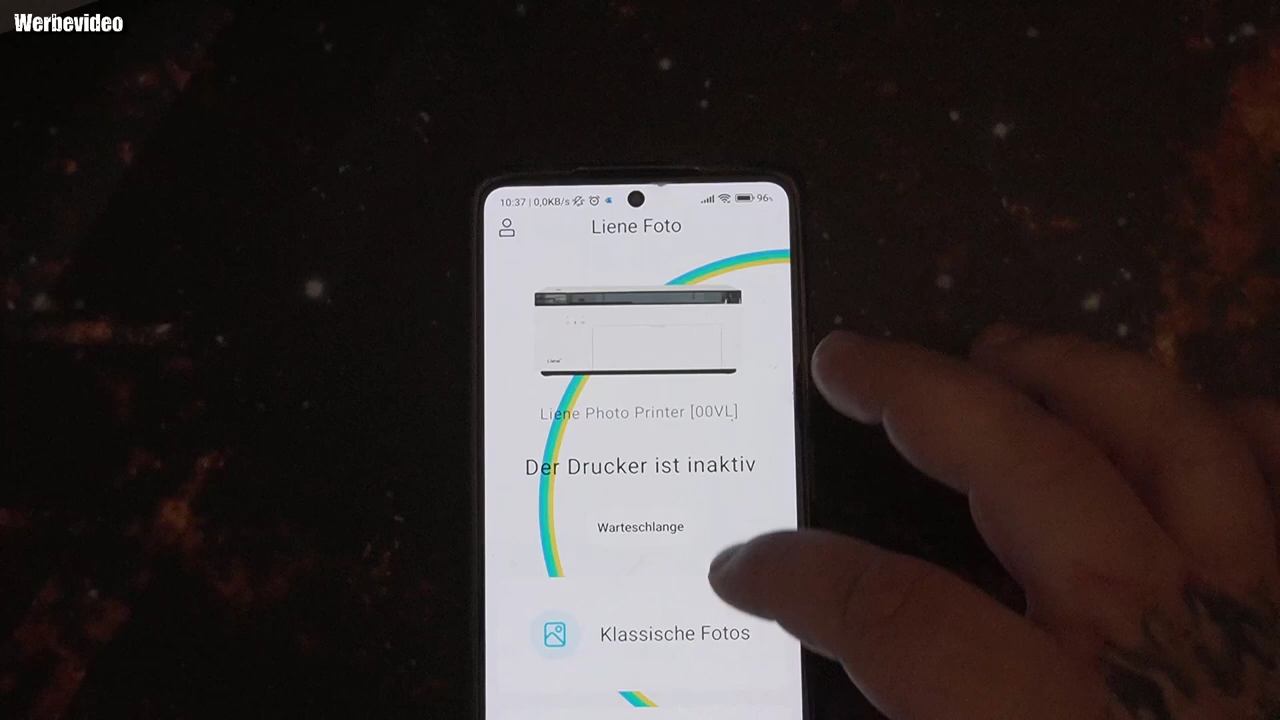 Werbevideo
10:37 | 0,0KB/s
96%
Liene Foto
Liene
Liene Photo Printer [00VL]
Der Drucker ist inaktiv
Warteschlange
Klassische Fotos